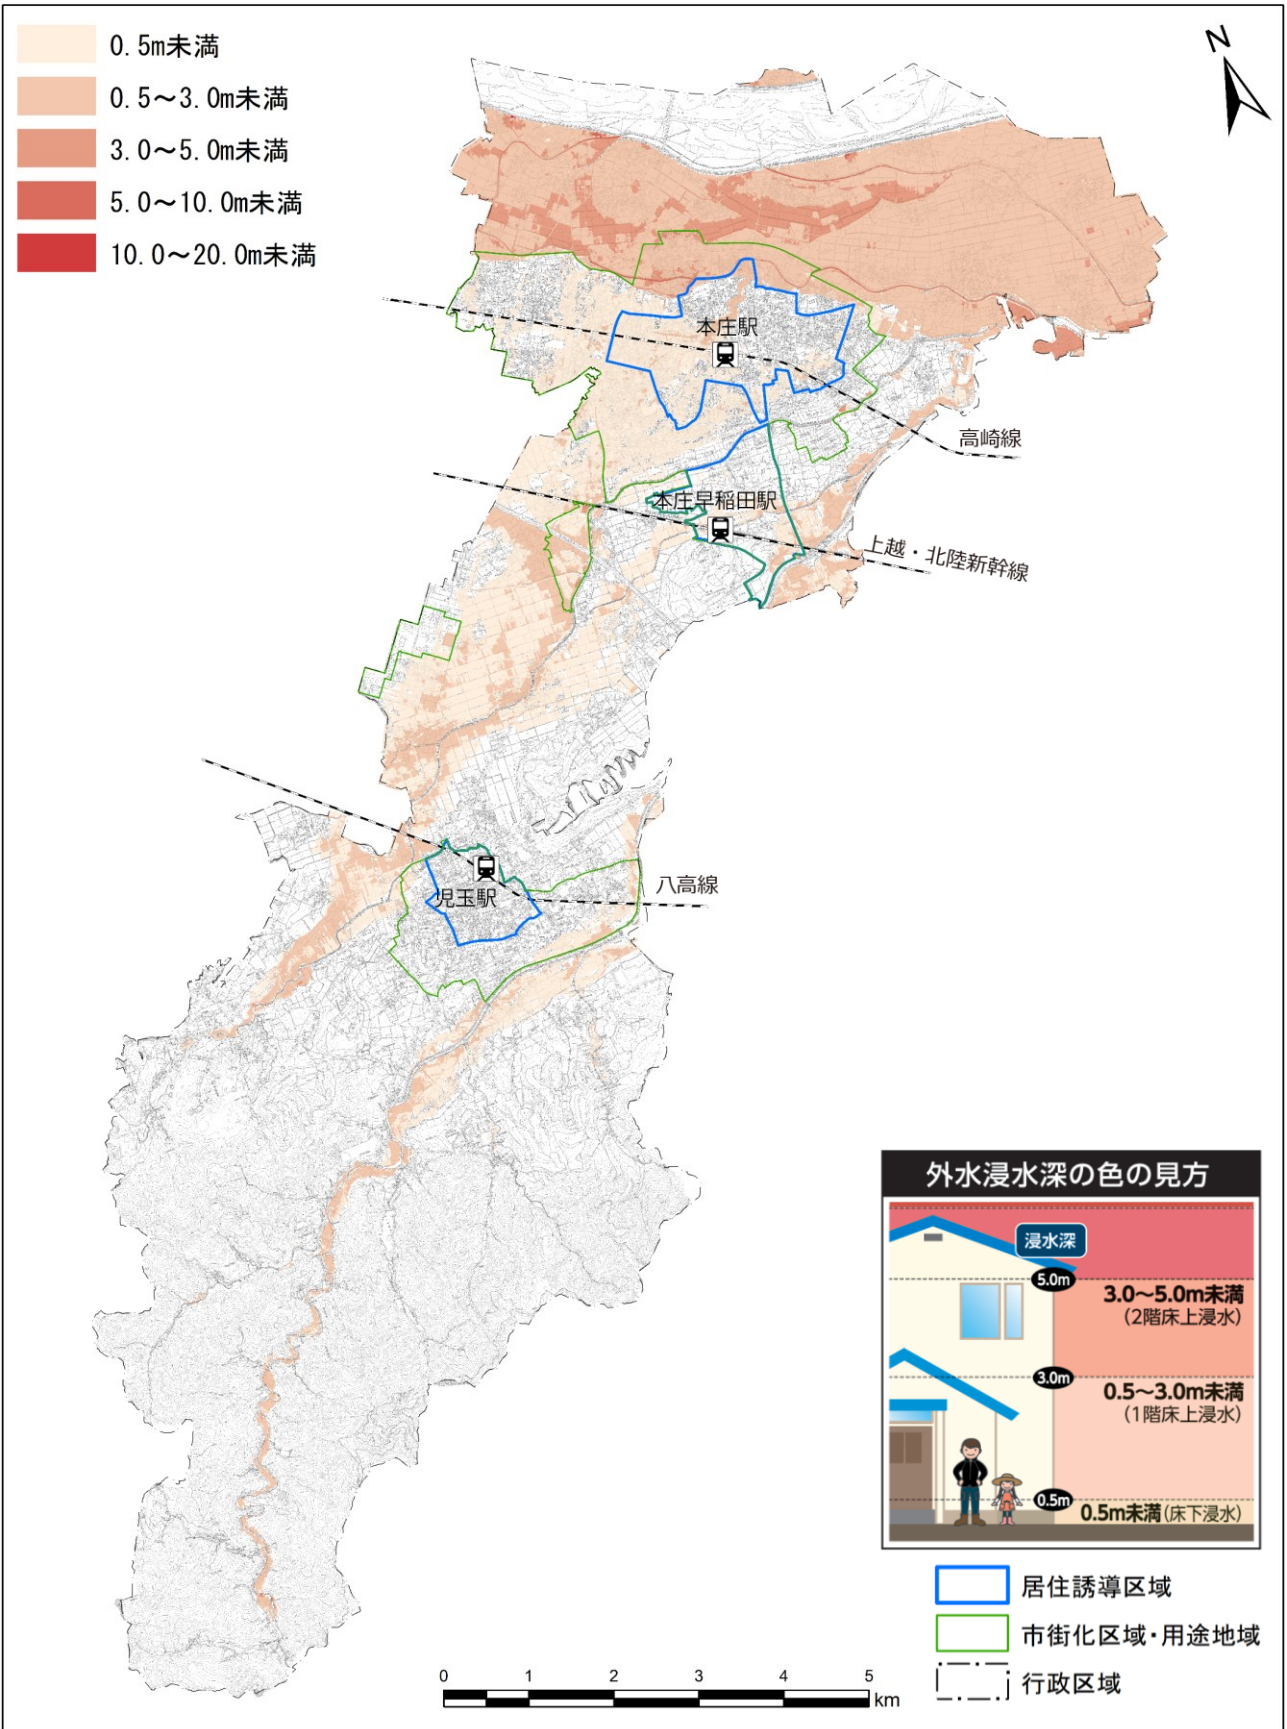 0.5m未満
0.5～3.0m未満
3.0～5.0m未満
5.0～10.0m未満
10.0～20.0m未満
N
本庄駅
高崎線
本庄早稲田駅
上越・北陸新幹線
八高線
児玉駅
外水浸水深の色の見方
浸水深
5.0m
3.0～5.0m未満
(2階床上浸水)
3.0m
0.5～3.0m未満
(1階床上浸水)
0.5m
0.5m未満(床下浸水)
居住誘導区域
市街化区域・用途地域
行政区域
0 1 2 3 4 5
km